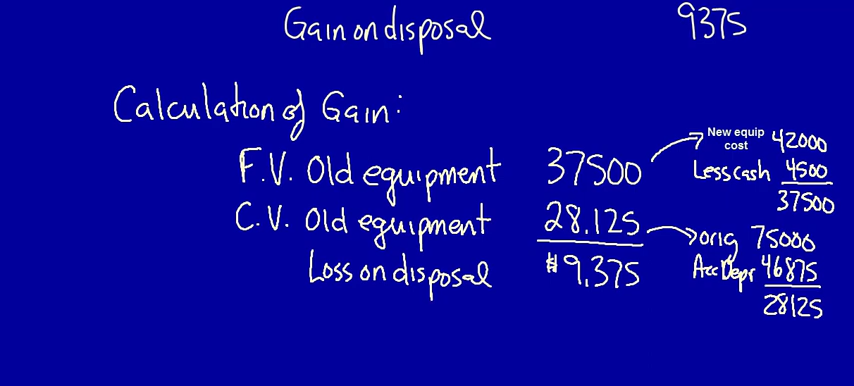 Gain on disposal 9375
Calculation of Gain:
F.V. Old equipment 37500
C.V. Old equipment 28.125
Loss on disposal $9.375
New equip cost 42000
Less cash 4500
37500
orig 75000
Acc Depr 46875
28125